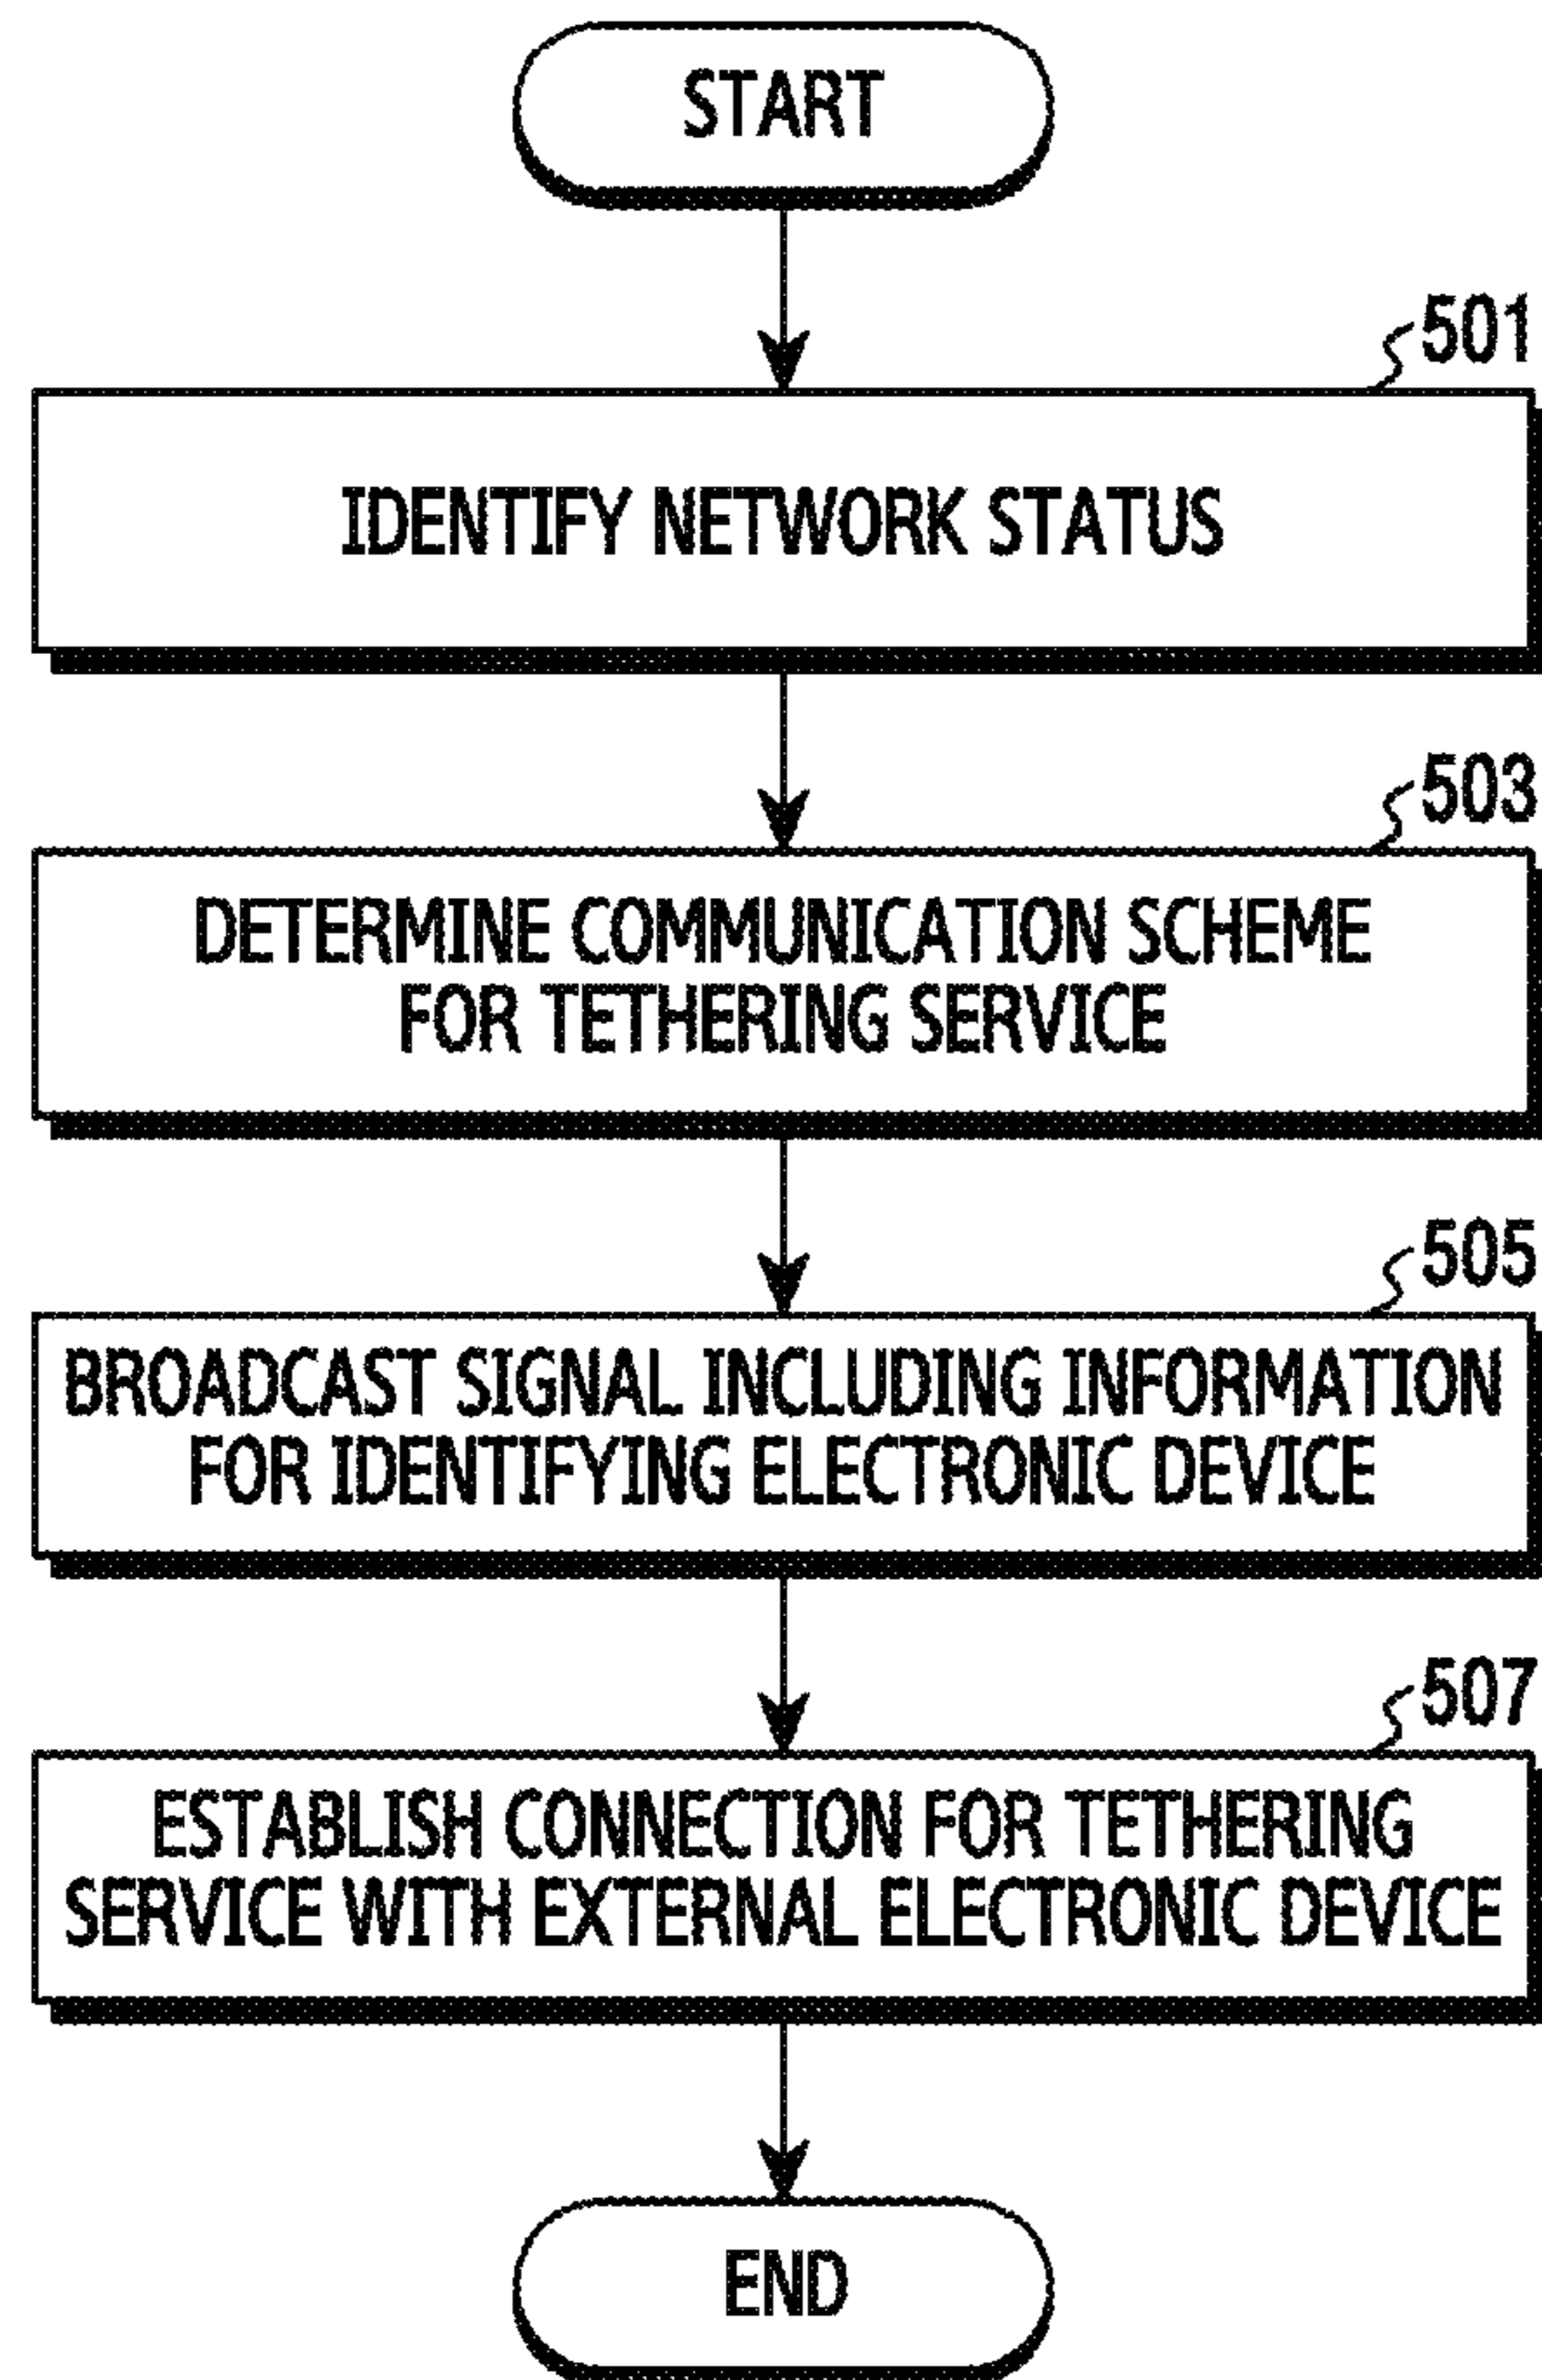 START
501
IDENTIFY NETWORK STATUS
503
DETERMINE COMMUNICATION SCHEME
FOR TETHERING SERVICE
505
BROADCAST SIGNAL INCLUDING INFORMATION
FOR IDENTIFYING ELECTRONIC DEVICE
507
ESTABLISH CONNECTION FOR TETHERING
SERVICE WITH EXTERNAL ELECTRONIC DEVICE
END